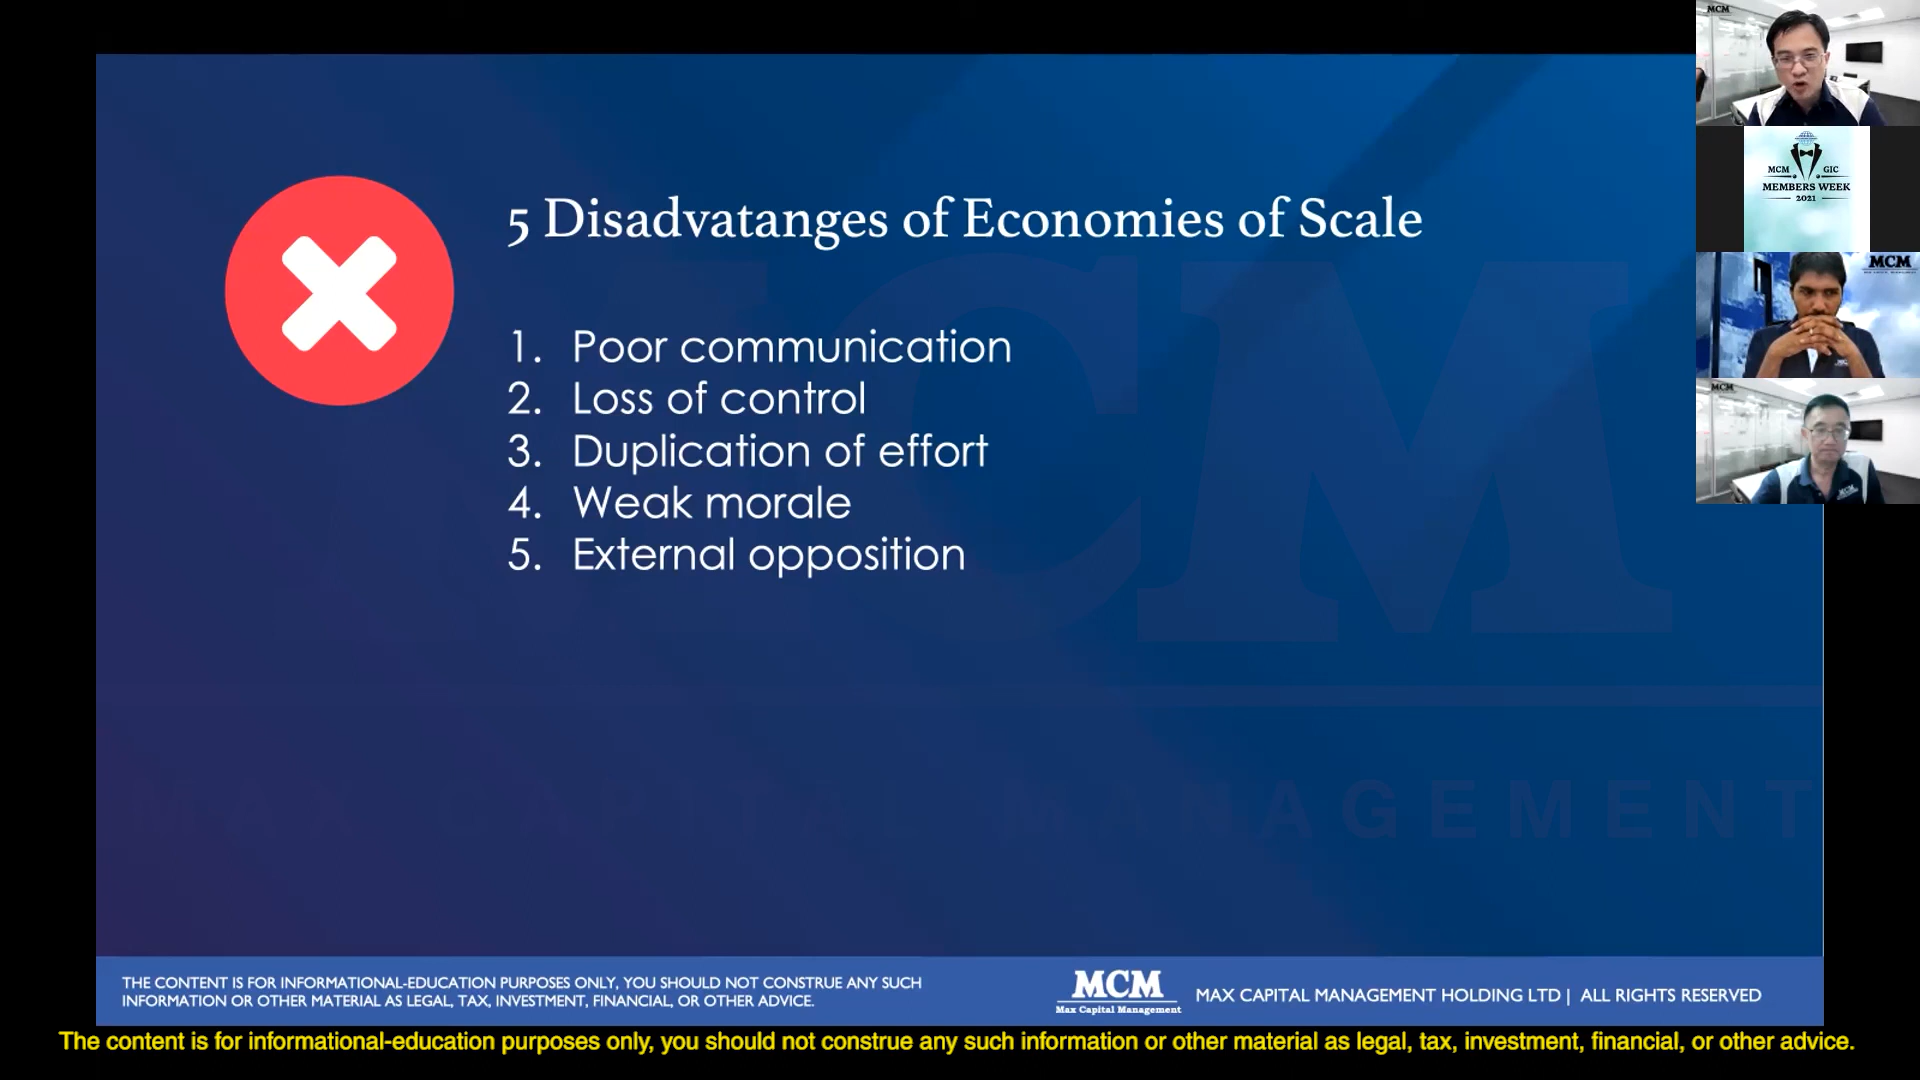 5 Disadvatanges of Economies of Scale
1. Poor communication
2. Loss of control
3. Duplication of effort
4. Weak morale
5. External opposition
MCM
MAX CAPITAL MANAGEMENT
THE CONTENT IS FOR INFORMATIONAL-EDUCATION PURPOSES ONLY, YOU SHOULD NOT CONSTRUE ANY SUCH
INFORMATION OR OTHER MATERIAL AS LEGAL, TAX, INVESTMENT, FINANCIAL, OR OTHER ADVICE.
MCM
Max Capital Management
MAX CAPITAL MANAGEMENT HOLDING LTD | ALL RIGHTS RESERVED
The content is for informational-education purposes only, you should not construe any such information or other material as legal, tax, investment, financial, or other advice.
MCM
MCM GIC
MEMBERS WEEK
2021
MCM
MCM
MCM